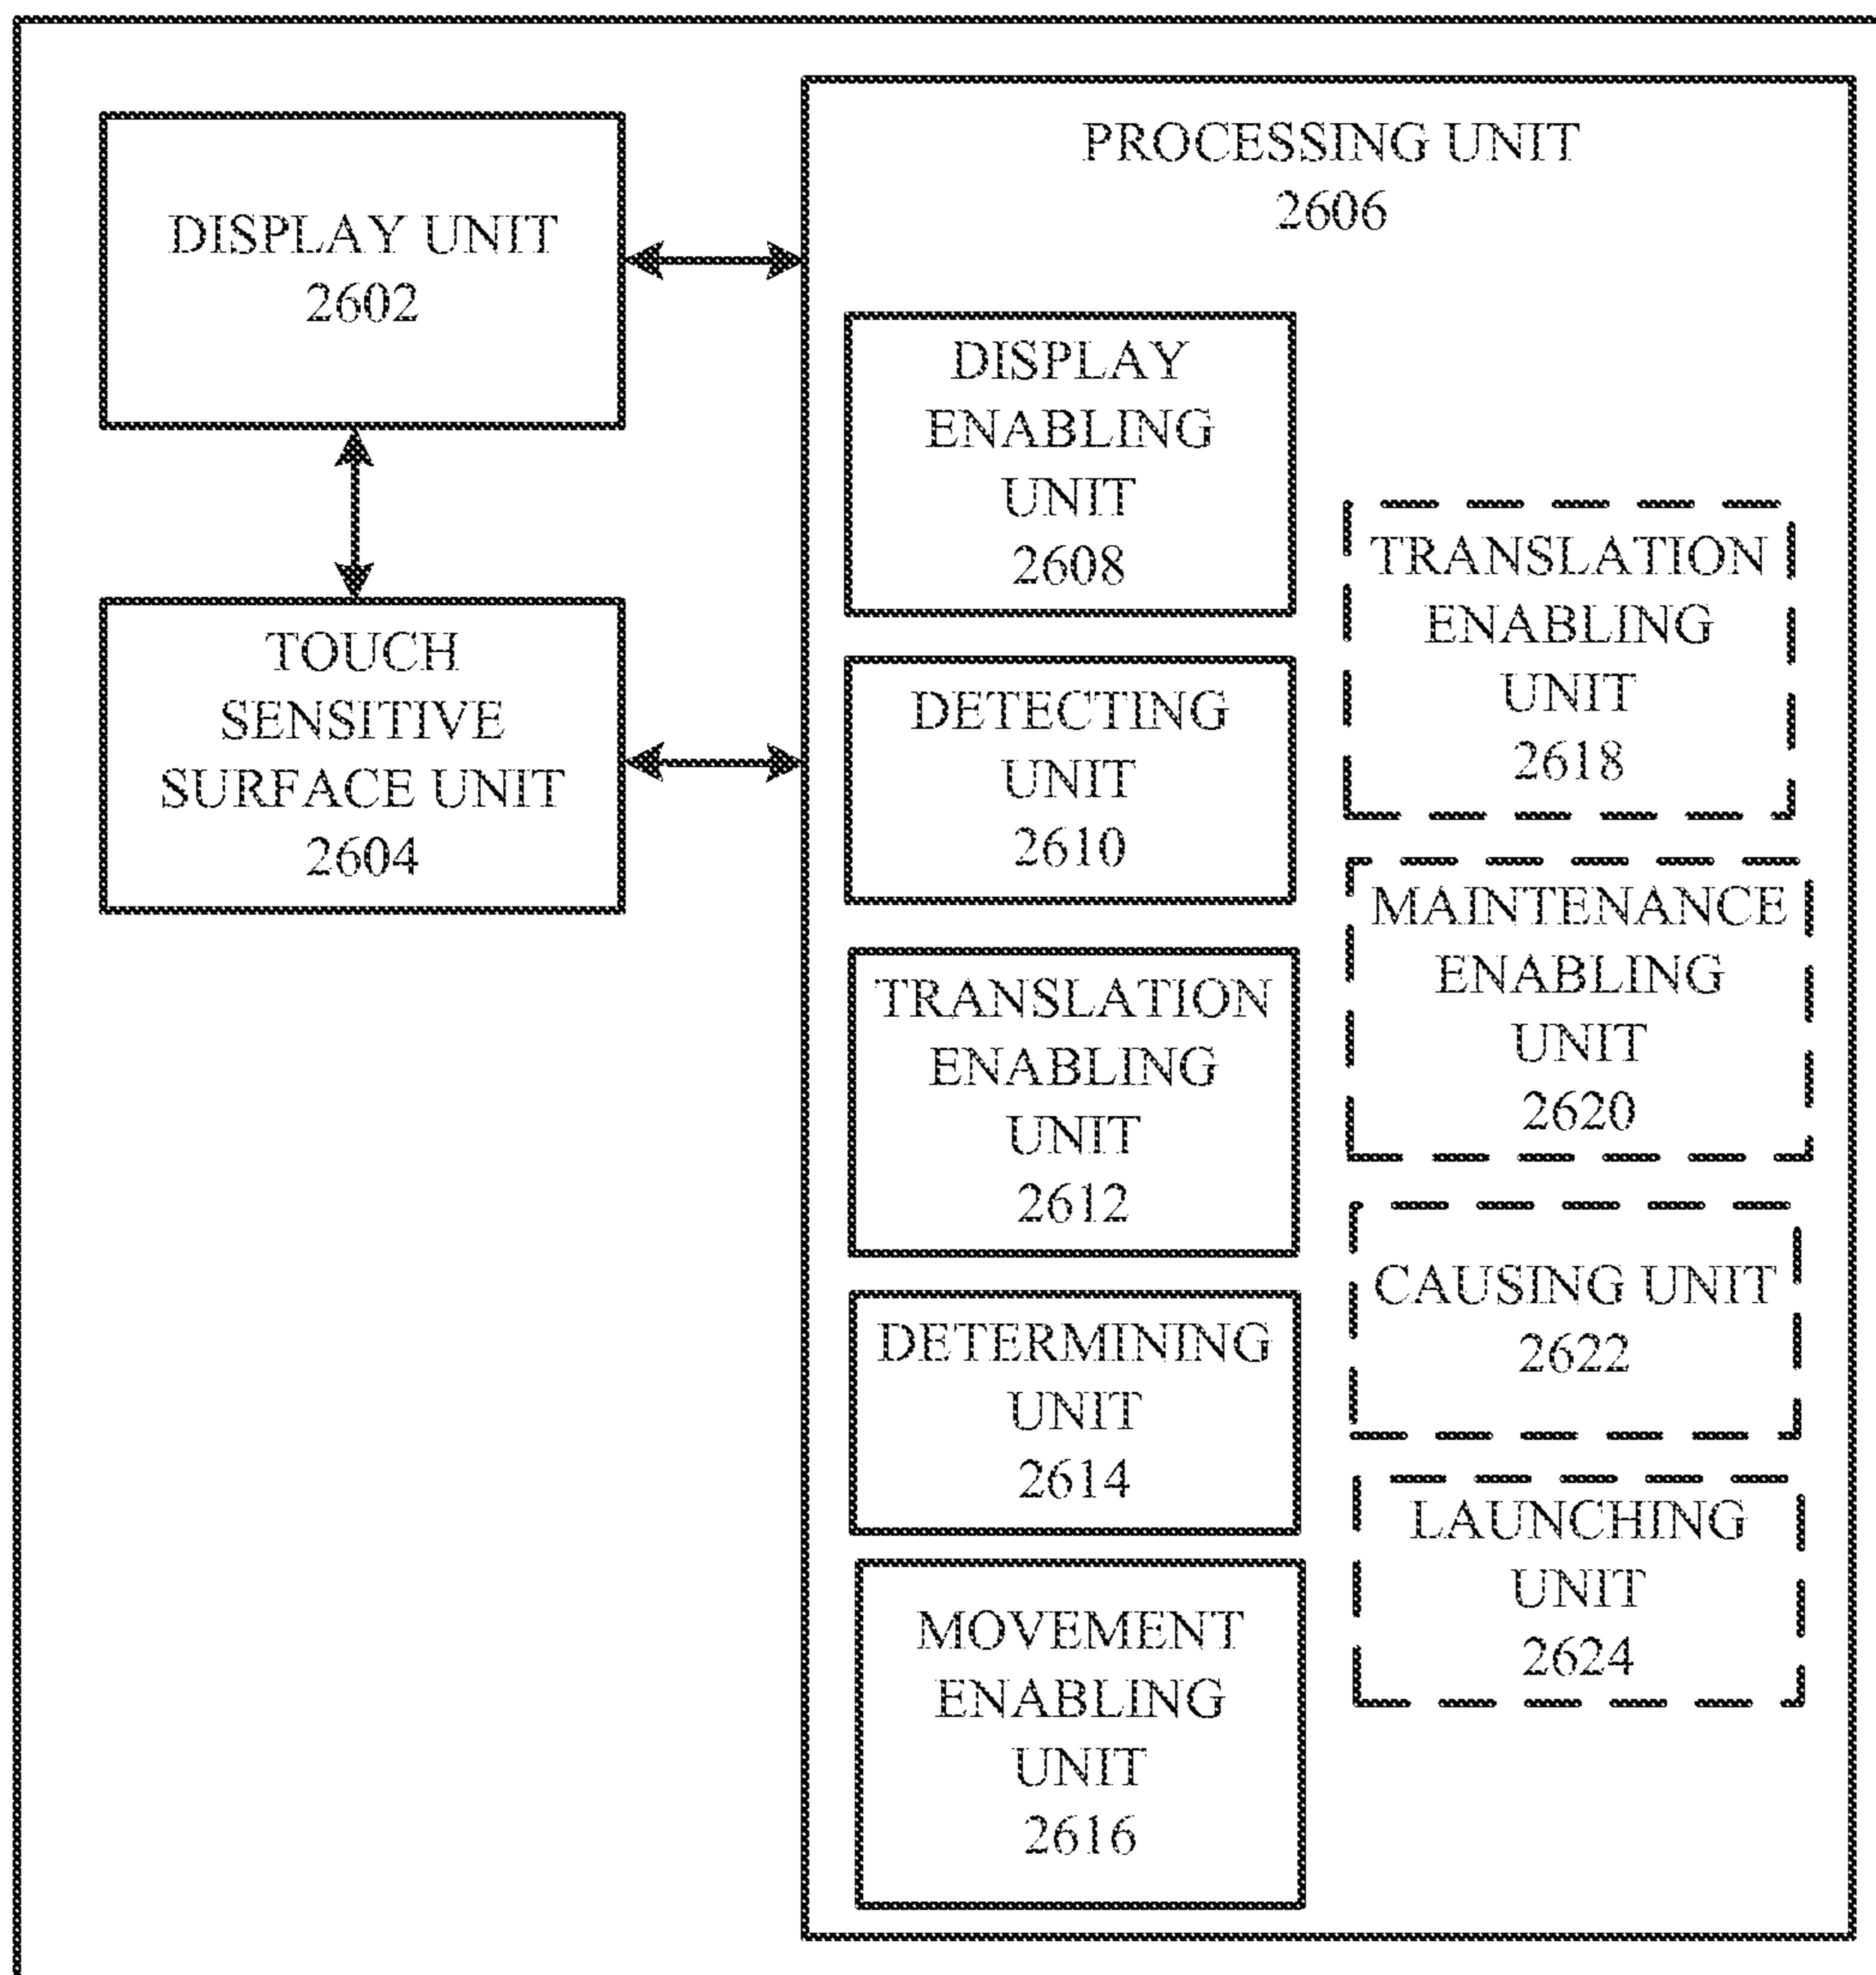 DISPLAY UNIT
2602
TOUCH
SENSITIVE
SURFACE UNIT
2604
PROCESSING UNIT
2606
DISPLAY
ENABLING
UNIT
2608
DETECTING
UNIT
2610
TRANSLATION
ENABLING
UNIT
2612
DETERMINING
UNIT
2614
MOVEMENT
ENABLING
UNIT
2616
TRANSLATION
ENABLING
UNIT
2618
MAINTENANCE
ENABLING
UNIT
2620
CAUSING UNIT
2622
LAUNCHING
UNIT
2624